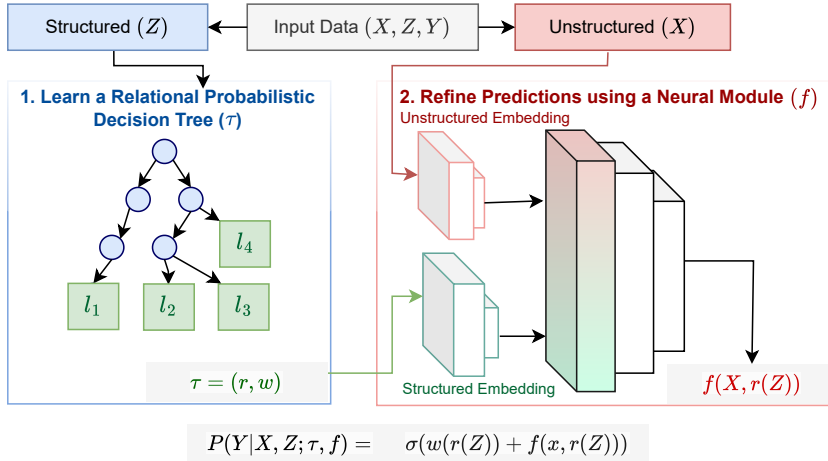 Structured (Z)
Input Data (X, Z, Y)
Unstructured (X)
1. Learn a Relational Probabilistic
Decision Tree (τ)
l₄
l₁
l₂
l₃
τ = (r, w)
2. Refine Predictions using a Neural Module (f)
Unstructured Embedding
Structured Embedding
f(X, r(Z))
P(Y|X, Z; τ, f) = σ(w(r(Z)) + f(x, r(Z)))